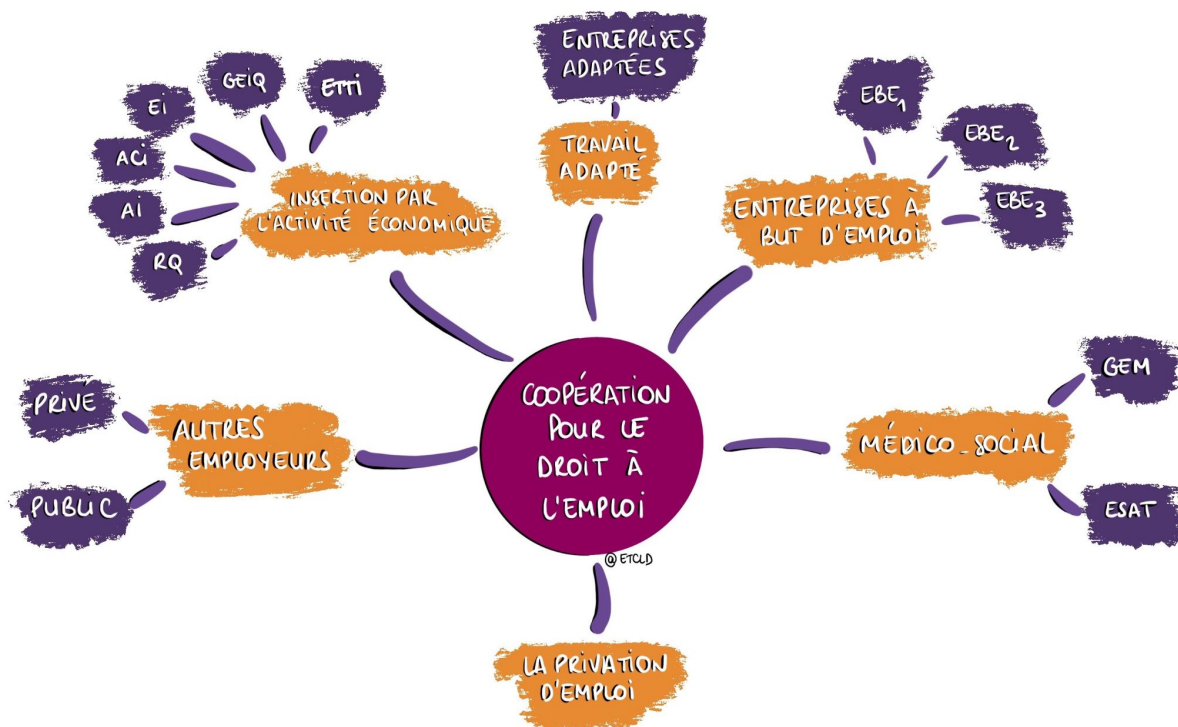 ENTREPRISES
ADAPTÉES
TRAVAIL
ADAPTÉ
ETTi
GEiQ
Ei
ACi
Ai
RQ
INSERTION PAR
L'ACTIVITÉ ÉCONOMIQUE
EBE1
EBE2
EBE3
ENTREPRISES À
BUT D'EMPLOI
COOPÉRATION
POUR LE
DROIT À
L'EMPLOI
@ETCLD
PRIVÉ
PUBLIC
AUTRES
EMPLOYEURS
GEM
MÉDICO_SOCIAL
ESAT
LA PRIVATION
D'EMPLOI